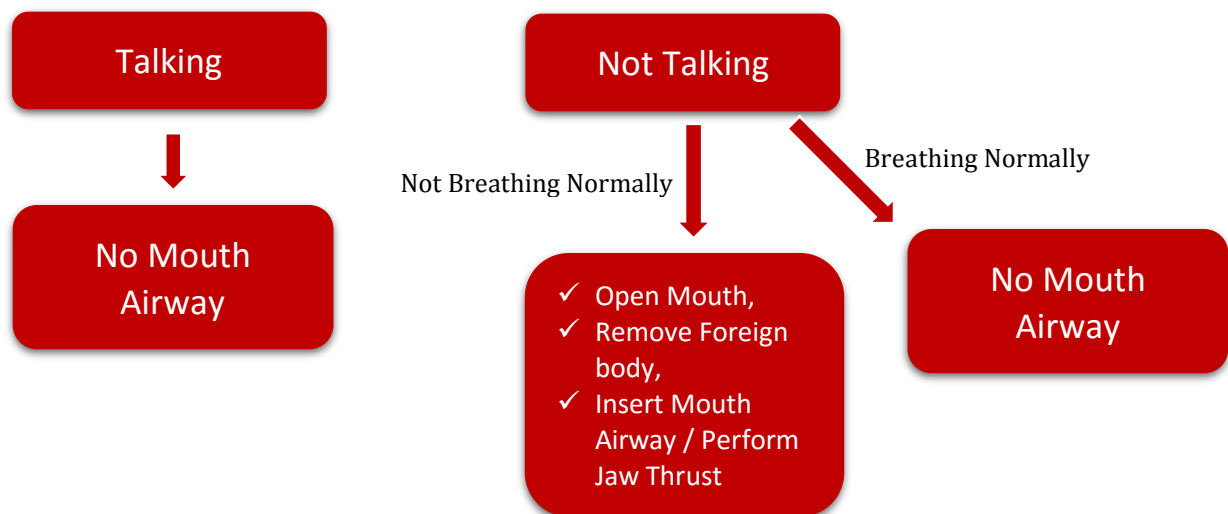 Talking
Not Talking
Breathing Normally
Not Breathing Normally
No Mouth
Airway
✓ Open Mouth,
✓ Remove Foreign
body,
✓ Insert Mouth
Airway / Perform
Jaw Thrust
No Mouth
Airway